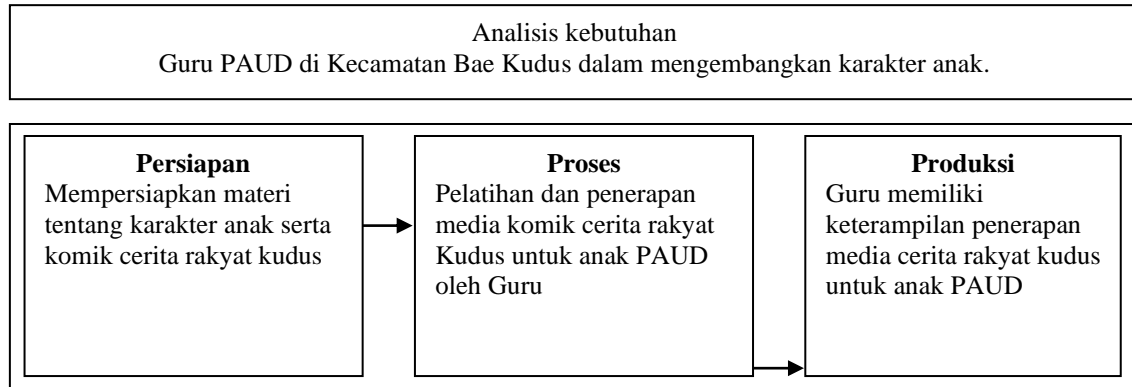 Analisis kebutuhan
Guru PAUD di Kecamatan Bae Kudus dalam mengembangkan karakter anak.
Persiapan
Mempersiapkan materi
tentang karakter anak serta
komik cerita rakyat kudus
Proses
Pelatihan dan penerapan
media komik cerita rakyat
Kudus untuk anak PAUD
oleh Guru
Produksi
Guru memiliki
keterampilan penerapan
media cerita rakyat kudus
untuk anak PAUD